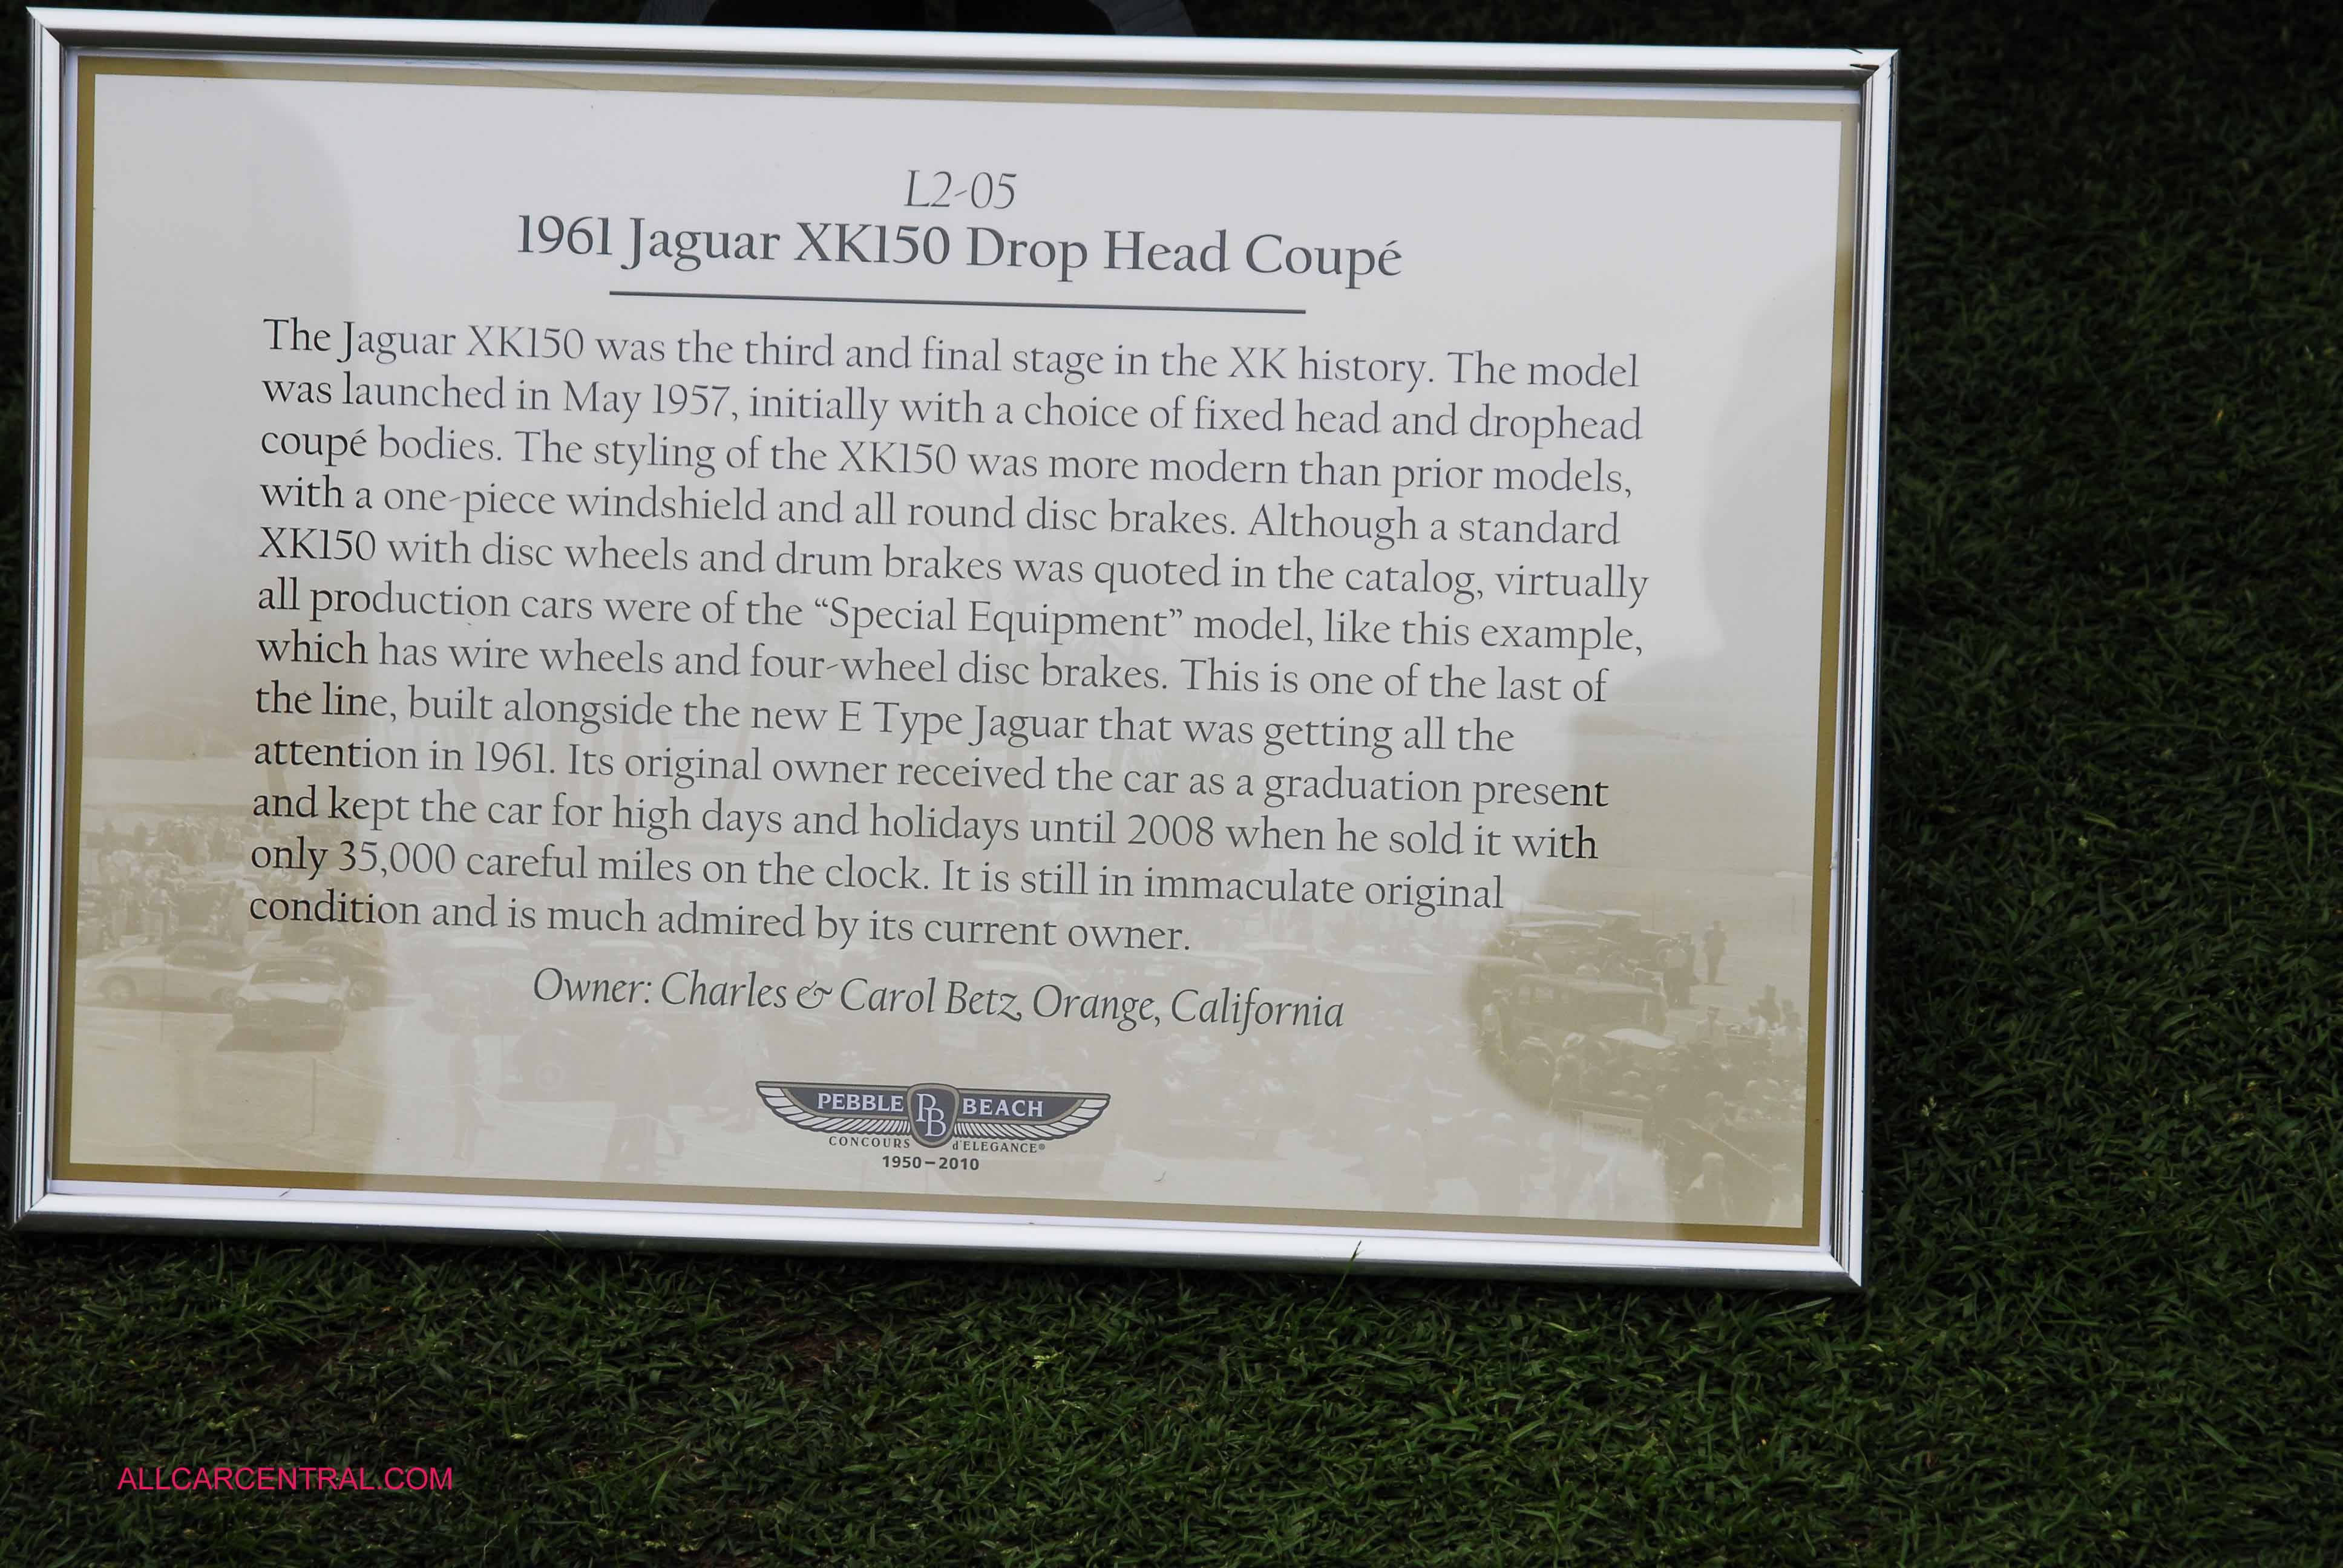 L2-05
1961 Jaguar XK150 Drop Head Coupé
The Jaguar XK150 was the third and final stage in the XK history. The model
was launched in May 1957, initially with a choice of fixed head and drophead
coupé bodies. The styling of the XK150 was more modern than prior models,
with a one-piece windshield and all round disc brakes. Although a standard
XK150 with disc wheels and drum brakes was quoted in the catalog, virtually
all production cars were of the “Special Equipment” model, like this example,
which has wire wheels and four-wheel disc brakes. This is one of the last of
the line, built alongside the new E Type Jaguar that was getting all the
attention in 1961. Its original owner received the car as a graduation present
and kept the car for high days and holidays until 2008 when he sold it with
only 35,000 careful miles on the clock. It is still in immaculate original
condition and is much admired by its current owner.
Owner: Charles & Carol Betz, Orange, California
PEBBLE PB BEACH
CONCOURS d'ELEGANCE®
1950–2010
ALLCARCENTRAL.COM